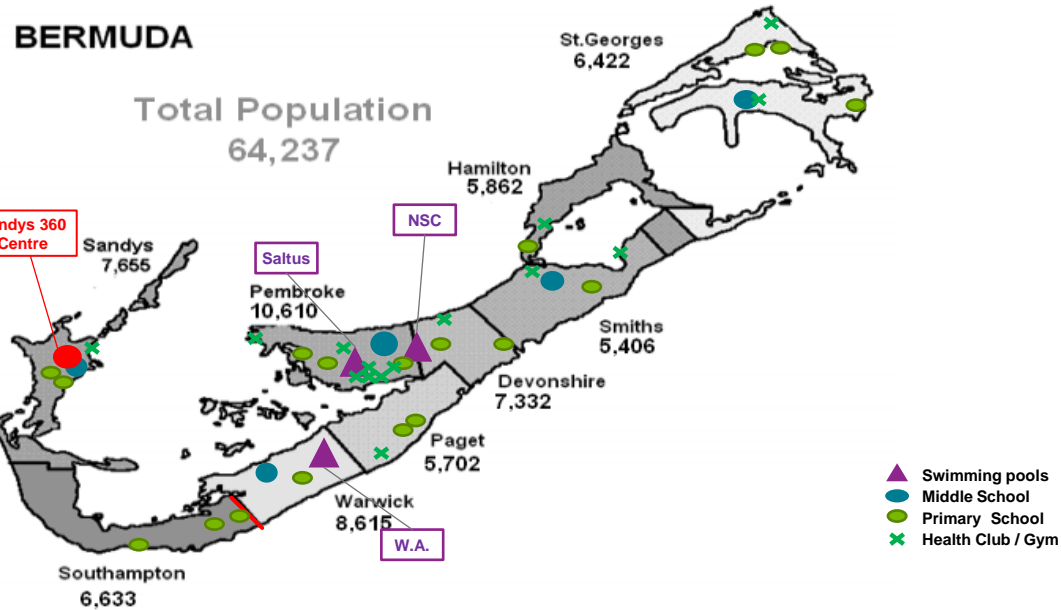 BERMUDA
Total Population
64,237
St.Georges
6,422
Hamilton
5,862
NSC
360
Centre
Sandys
7,655
Saltus
Pembroke
10,610
Smiths
5,406
Devonshire
7,332
Paget
5,702
Warwick
8,615
W.A.
Southampton
6,633
Swimming pools
Middle School
Primary School
Health Club / Gym